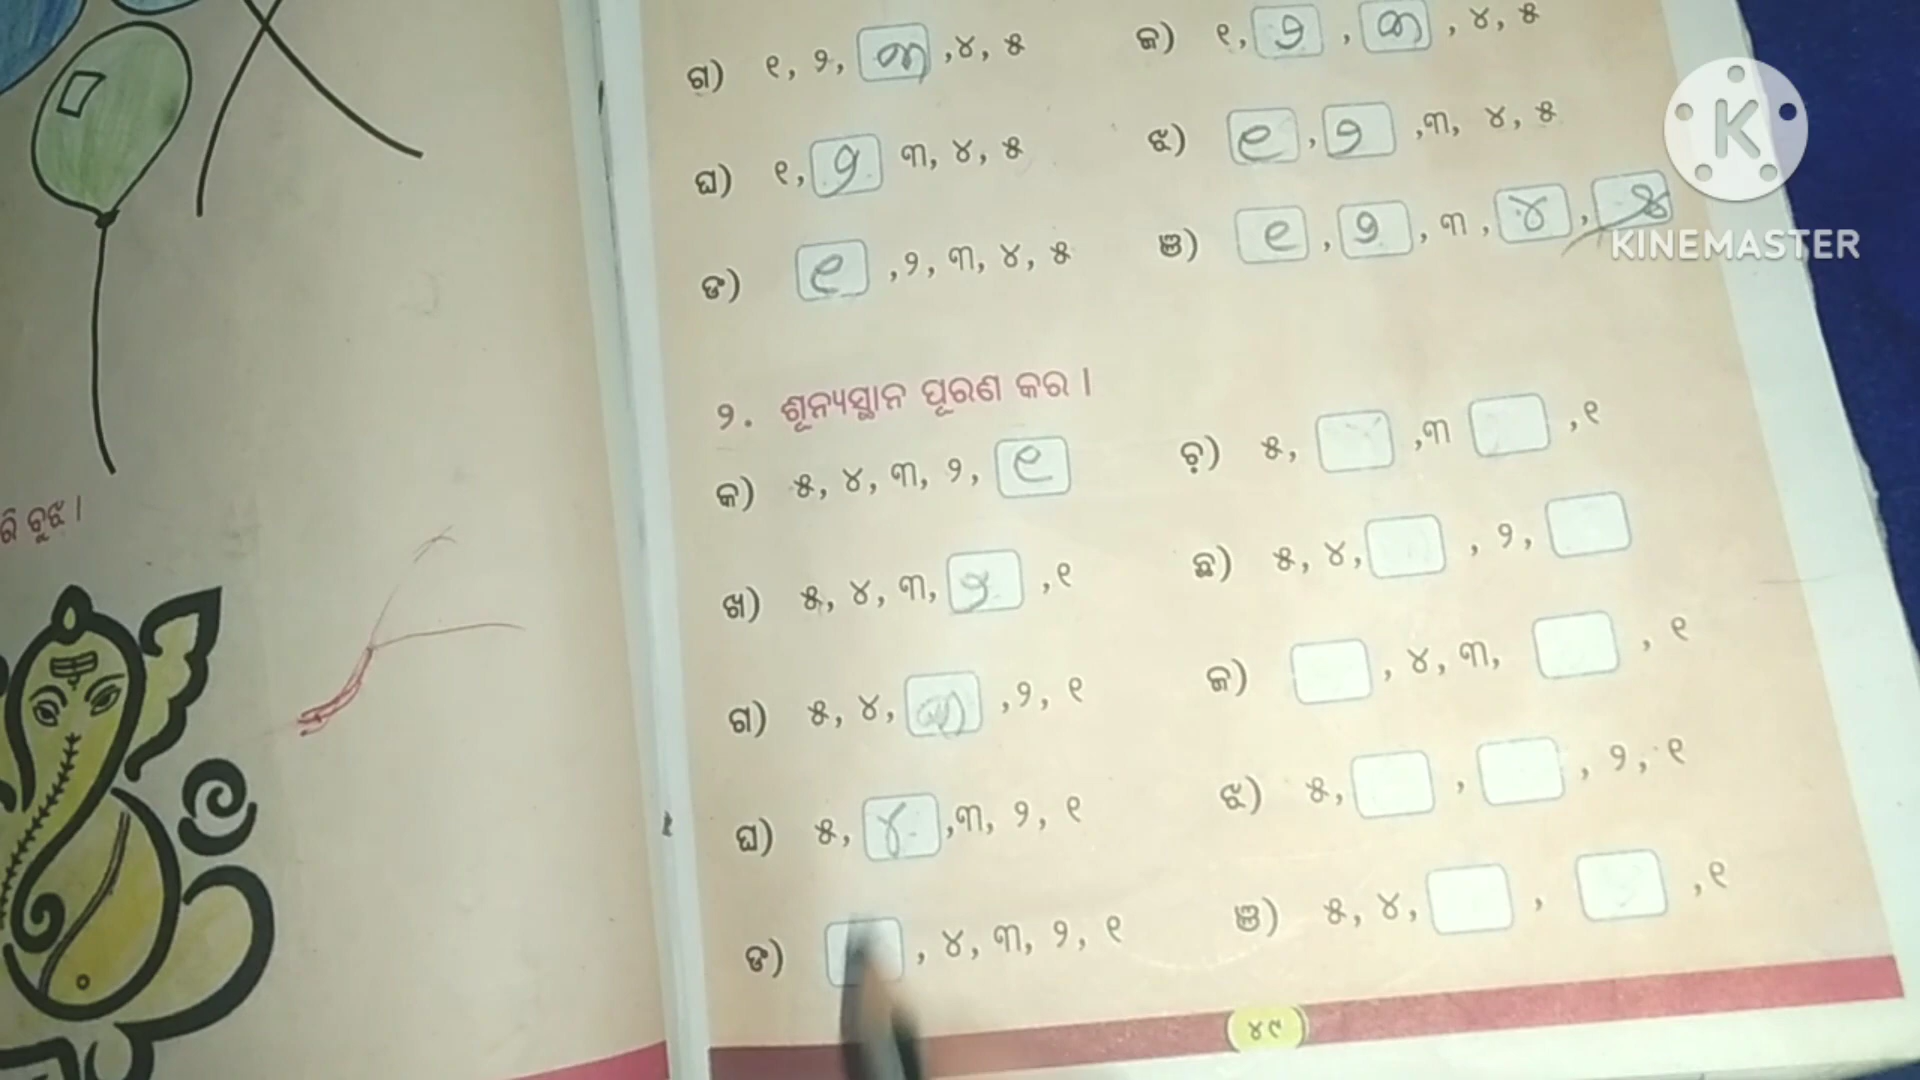 ଗ) ୧, ୨, ୩, ୪, ୫
ଜ) ୧, ୨, ୩, ୪, ୫
ଘ) ୧, ୨ ୩, ୪, ୫
ଝ) ୧, ୨, ୩, ୪, ୫
ଙ) ୧, ୨, ୩, ୪, ୫
ଞ) ୧, ୨, ୩, ୪, ୫
KINEMASTER
ରି ବୁଝ ।
୨. ଶୂନ୍ୟସ୍ଥାନ ପୂରଣ କର ।
କ) ୫, ୪, ୩, ୨, ୧
ଚ) ୫, , ୩ , ୧
ଖ) ୫, ୪, ୩, ୨, ୧
ଛ) ୫, ୪, , ୨,
ଗ) ୫, ୪, ୩, ୨, ୧
ଜ) , ୪, ୩, , ୧
ଘ) ୫, ୪, ୩, ୨, ୧
ଝ) ୫, , , ୨, ୧
ଙ) , ୪, ୩, ୨, ୧
ଞ) ୫, ୪, , , ୧
୪୯